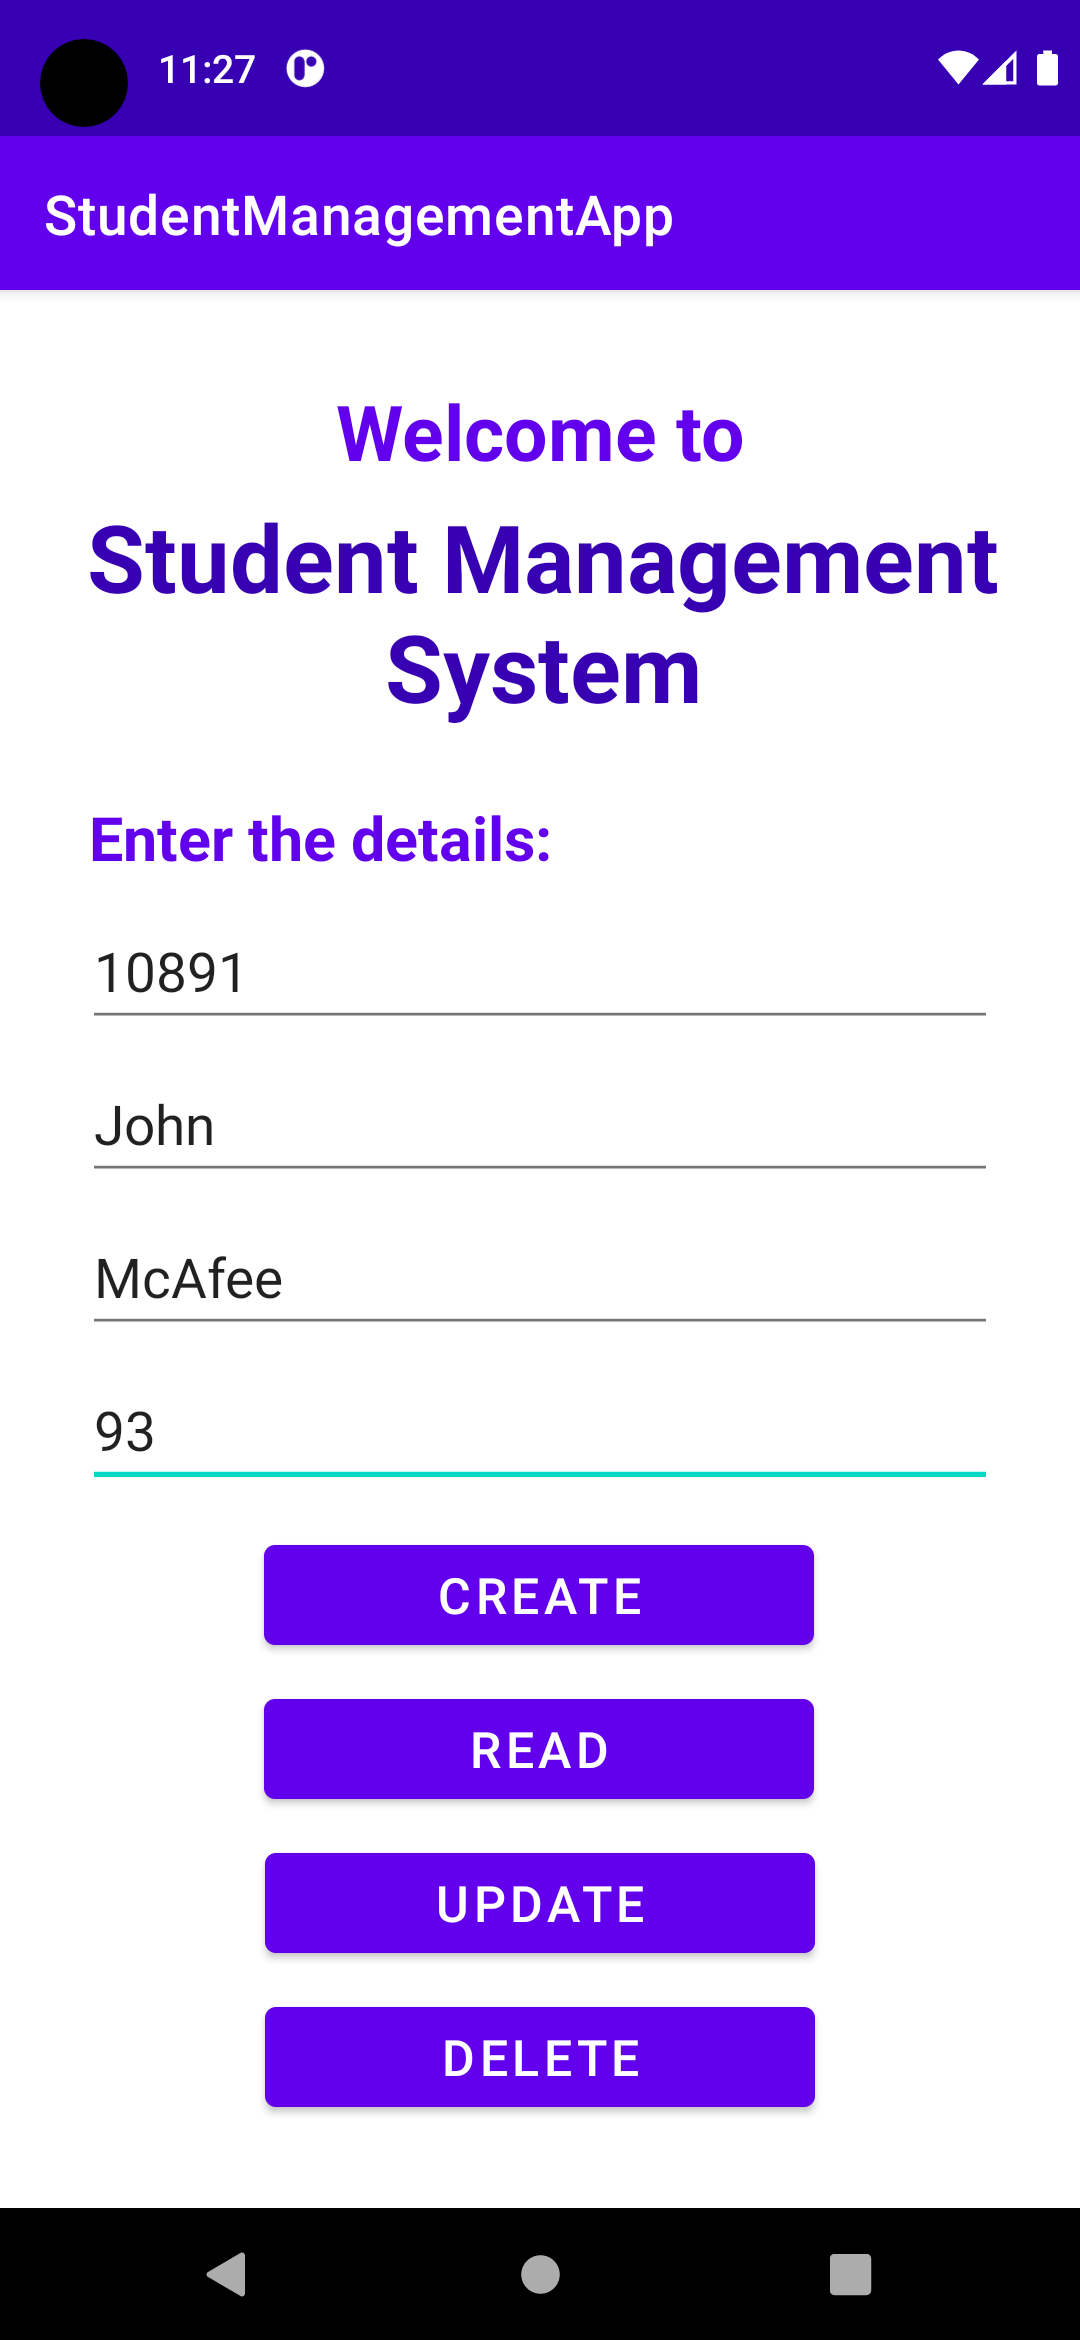 11:27
StudentManagementApp
Welcome to
Student Management
System
Enter the details:
10891
John
McAfee
93
CREATE
READ
UPDATE
DELETE